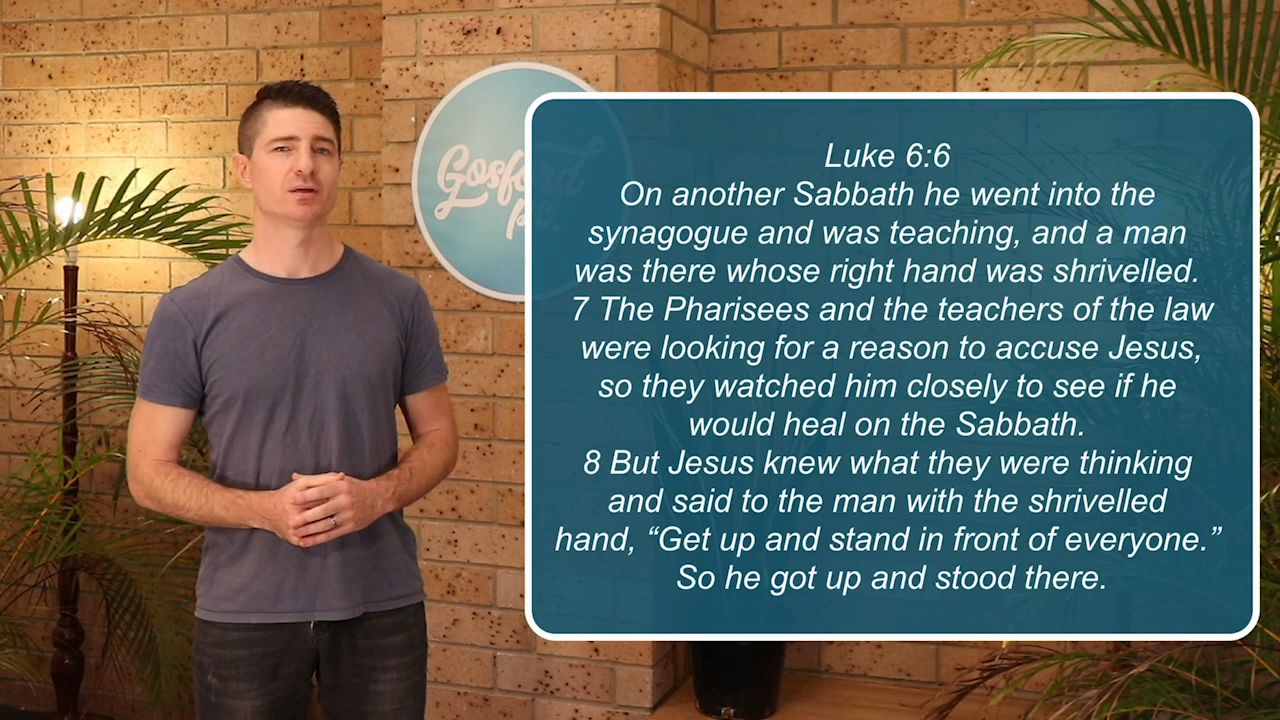 Gosford
Luke 6:6
On another Sabbath he went into the
synagogue and was teaching, and a man
was there whose right hand was shrivelled.
7 The Pharisees and the teachers of the law
were looking for a reason to accuse Jesus,
so they watched him closely to see if he
would heal on the Sabbath.
8 But Jesus knew what they were thinking
and said to the man with the shrivelled
hand, “Get up and stand in front of everyone.”
So he got up and stood there.